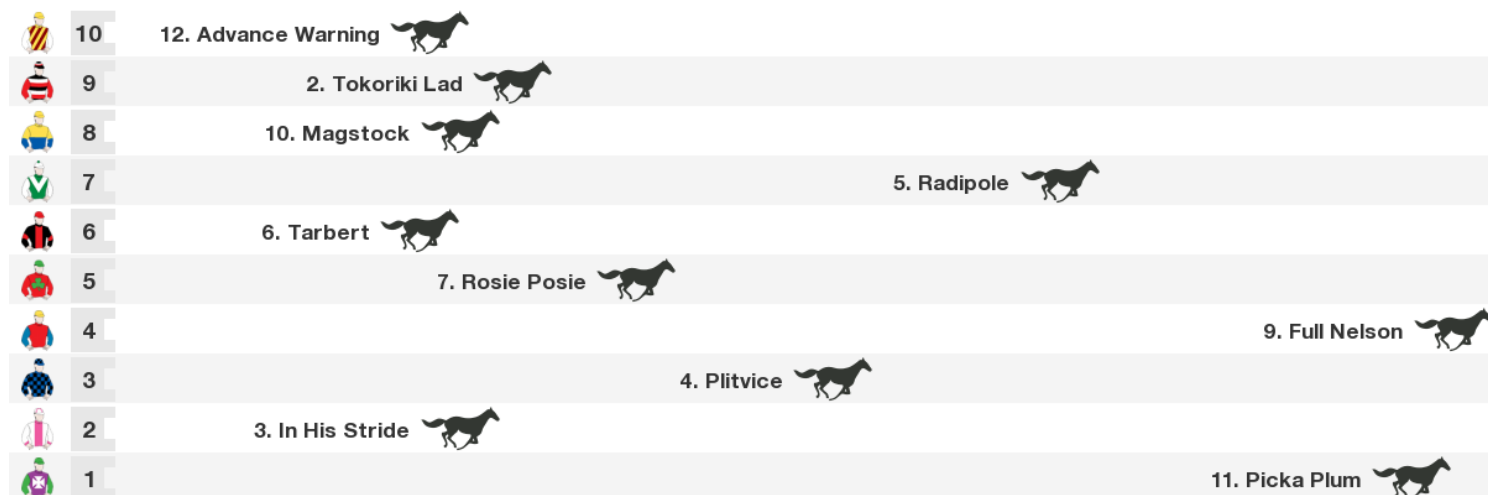 10 12. Advance Warning
9 2. Tokoriki Lad
8 10. Magstock
7 5. Radipole
6 6. Tarbert
5 7. Rosie Posie
4 9. Full Nelson
3 4. Plitvice
2 3. In His Stride
1 11. Picka Plum